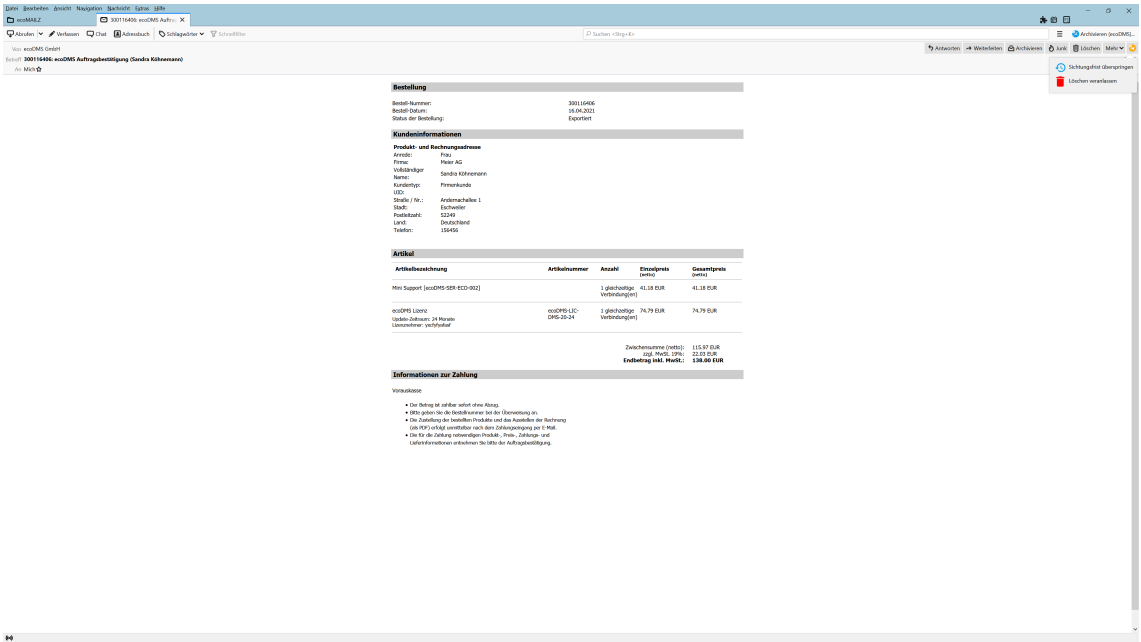 Datei Bearbeiten Ansicht Navigation Nachricht Extras Hilfe
ecoMAILZ
300116406: ecoDMS Auftra
Abrufen Verfassen Chat Adressbuch Schlagwörter Schnellfilter
Suchen <Strg+K>
Archivieren (ecoDMS)...
Von ecoDMS GmbH
Antworten Weiterleiten Archivieren Junk Löschen Mehr
Betreff 300116406: ecoDMS Auftragsbestätigung (Sandra Köhnemann)
An Mich
Sichtungsfrist überspringen
Löschen veranlassen
Bestellung
Bestell-Nummer: 300116406
Bestell-Datum: 16.04.2021
Status der Bestellung: Exportiert
Kundeninformationen
Produkt- und Rechnungsadresse
Anrede: Frau
Firma: Meier AG
Vollständiger Name: Sandra Köhnemann
Kundentyp: Firmenkunde
UID:
Straße / Nr.: Andernachallee 1
Stadt: Eschweiler
Postleitzahl: 52249
Land: Deutschland
Telefon: 156456
Artikel
Artikelbezeichnung Artikelnummer Anzahl Einzelpreis (netto) Gesamtpreis (netto)
Mini Support [ecoDMS-SER-ECO-002] 1 gleichzeitige Verbindung(en) 41.18 EUR 41.18 EUR
ecoDMS Lizenz ecoDMS-LIC-DMS-20-24 1 gleichzeitige Verbindung(en) 74.79 EUR 74.79 EUR
Update-Zeitraum: 24 Monate
Zwischensumme (netto): 115.97 EUR
zzgl. MwSt. 19%: 22.03 EUR
Endbetrag inkl. MwSt.: 138.00 EUR
Informationen zur Zahlung
Vorauskasse
• Der Betrag ist zahlbar sofort ohne Abzug.
• Bitte geben Sie die Bestellnummer bei der Überweisung an.
• Die Zustellung der bestellten Produkte und das Ausstellen der Rechnung
(als PDF) erfolgt unmittelbar nach dem Zahlungseingang per E-Mail.
• Die für die Zahlung notwendigen Produkt-, Preis-, Zahlungs- und
Lieferinformationen entnehmen Sie bitte der Auftragsbestätigung.